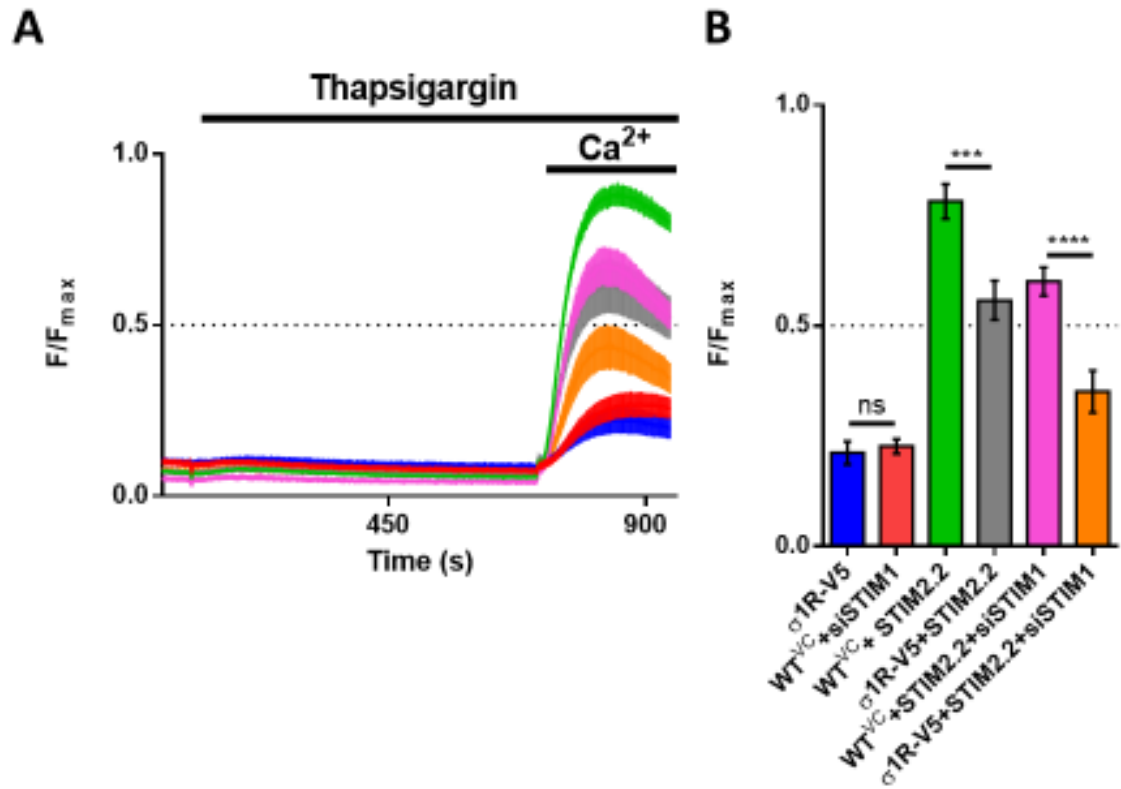 A
Thapsigargin
Ca2+
1.0
0.5
0.0
F/Fmax
450
900
Time (s)
B
1.0
0.5
0.0
F/Fmax
ns
***
****
σ1R-V5
WTVC+siSTIM1
WTVC+ STIM2.2
σ1R-V5+STIM2.2
WTVC+STIM2.2+siSTIM1
σ1R-V5+STIM2.2+siSTIM1